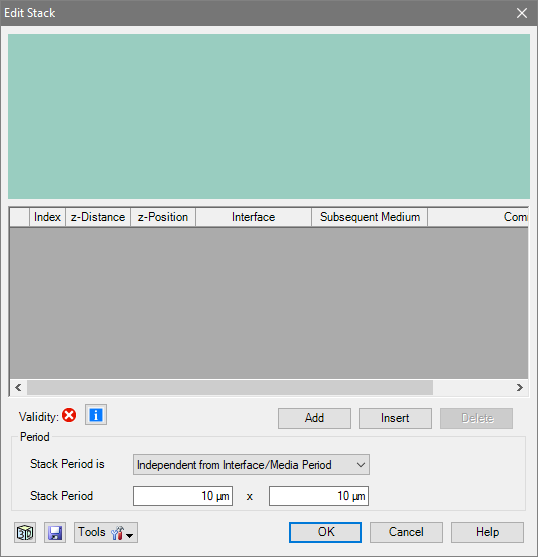 Edit Stack
Index z-Distance z-Position Interface Subsequent Medium Com
Validity:
Add Insert Delete
Period
Stack Period is Independent from Interface/Media Period
Stack Period 10 µm x 10 µm
Tools OK Cancel Help